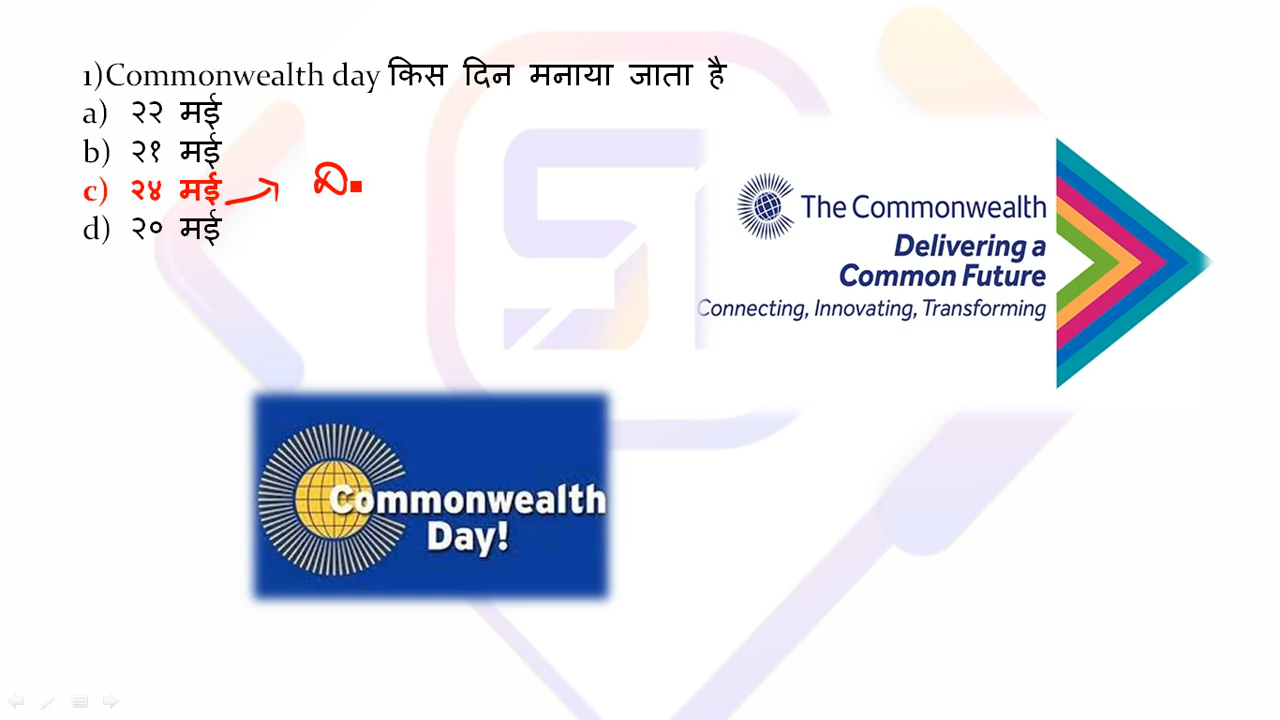 1)Commonwealth day किस दिन मनाया जाता है
a) २२ मई
b) २१ मई
c) २४ मई
d) २० मई
The Commonwealth
Delivering a
Common Future
Connecting, Innovating, Transforming
Commonwealth
Day!